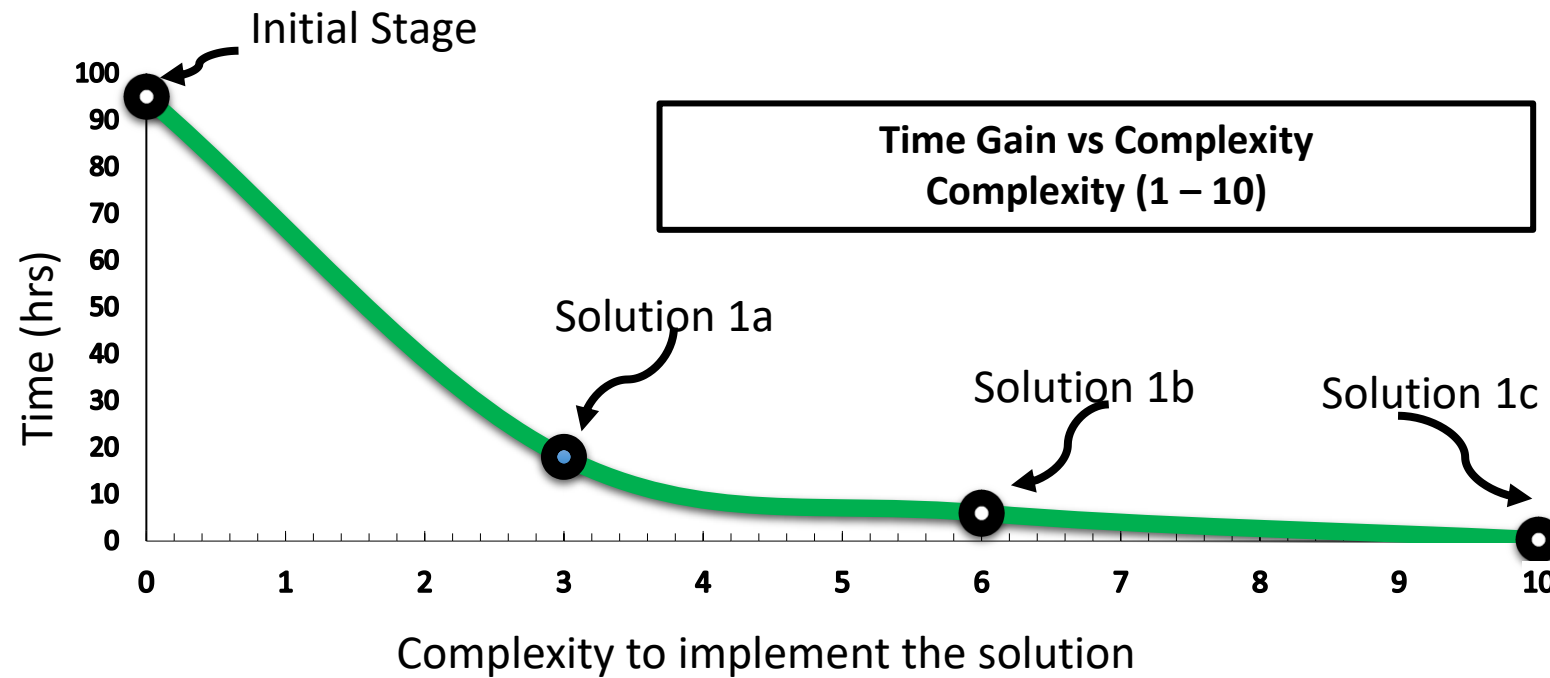 Initial Stage
Time Gain vs Complexity
Complexity (1 – 10)
Solution 1a
Solution 1b
Solution 1c
Time (hrs)
100
90
80
70
60
50
40
30
20
10
0
0 1 2 3 4 5 6 7 8 9 10
Complexity to implement the solution